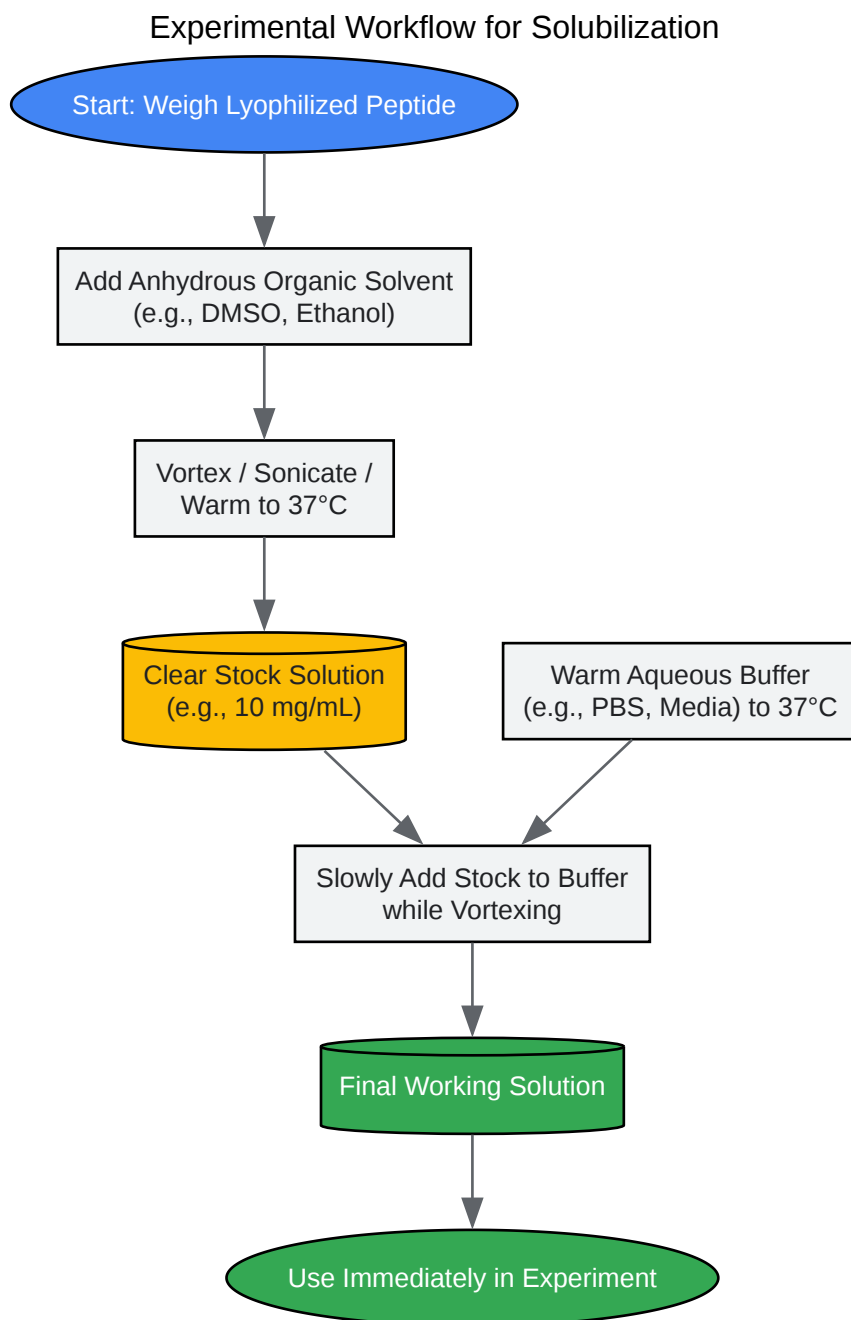 Experimental Workflow for Solubilization
Start: Weigh Lyophilized Peptide
Add Anhydrous Organic Solvent
(e.g., DMSO, Ethanol)
Vortex / Sonicate /
Warm to 37°C
Clear Stock Solution
(e.g., 10 mg/mL)
Warm Aqueous Buffer
(e.g., PBS, Media) to 37°C
Slowly Add Stock to Buffer
while Vortexing
Final Working Solution
Use Immediately in Experiment